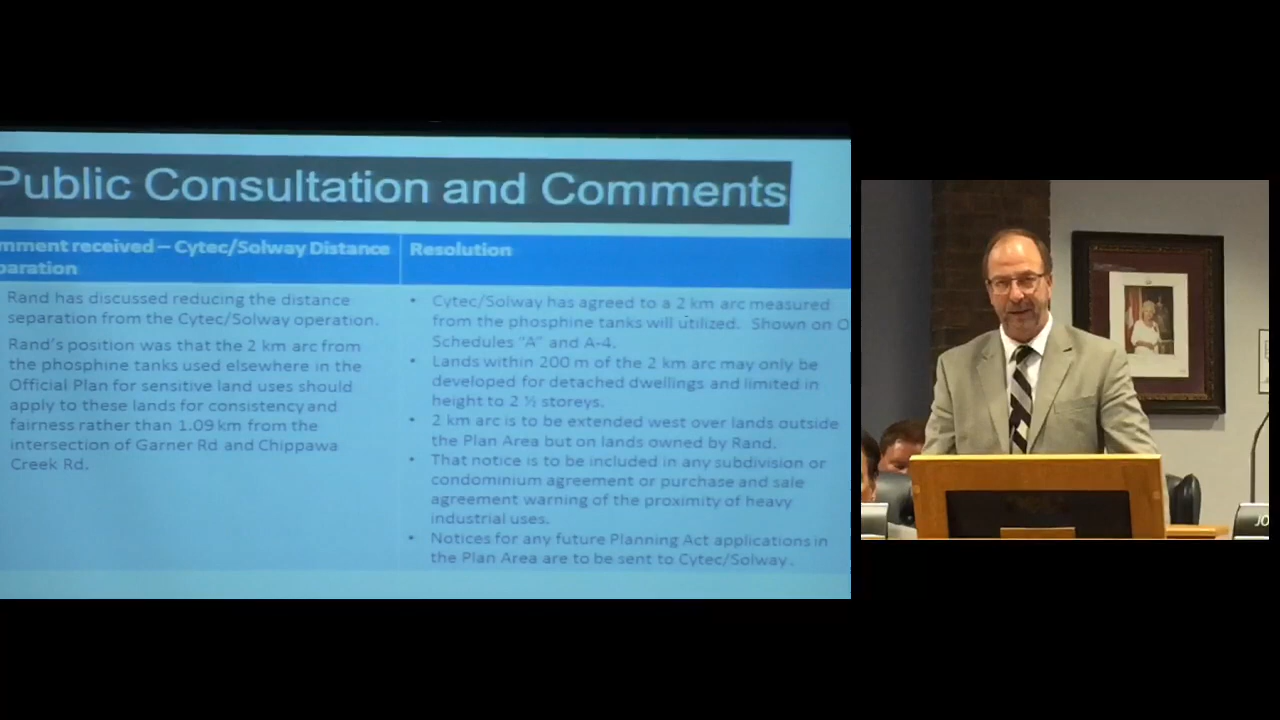 Public Consultation and Comments
mment received – Cytec/Solway Distance
paration
Rand has discussed reducing the distance
separation from the Cytec/Solway operation.
Rand's position was that the 2 km arc from
the phosphine tanks used elsewhere in the
Official Plan for sensitive land uses should
apply to these lands for consistency and
fairness rather than 1.09 km from the
intersection of Garner Rd and Chippawa
Creek Rd.
Resolution
• Cytec/Solway has agreed to a 2 km arc measured
from the phosphine tanks will utilized. Shown on O
Schedules "A" and A-4.
• Lands within 200 m of the 2 km arc may only be
developed for detached dwellings and limited in
height to 2 ½ storeys.
• 2 km arc is to be extended west over lands outside
the Plan Area but on lands owned by Rand.
• That notice is to be included in any subdivision or
condominium agreement or purchase and sale
agreement warning of the proximity of heavy
industrial uses.
• Notices for any future Planning Act applications in
the Plan Area are to be sent to Cytec/Solway.
JO